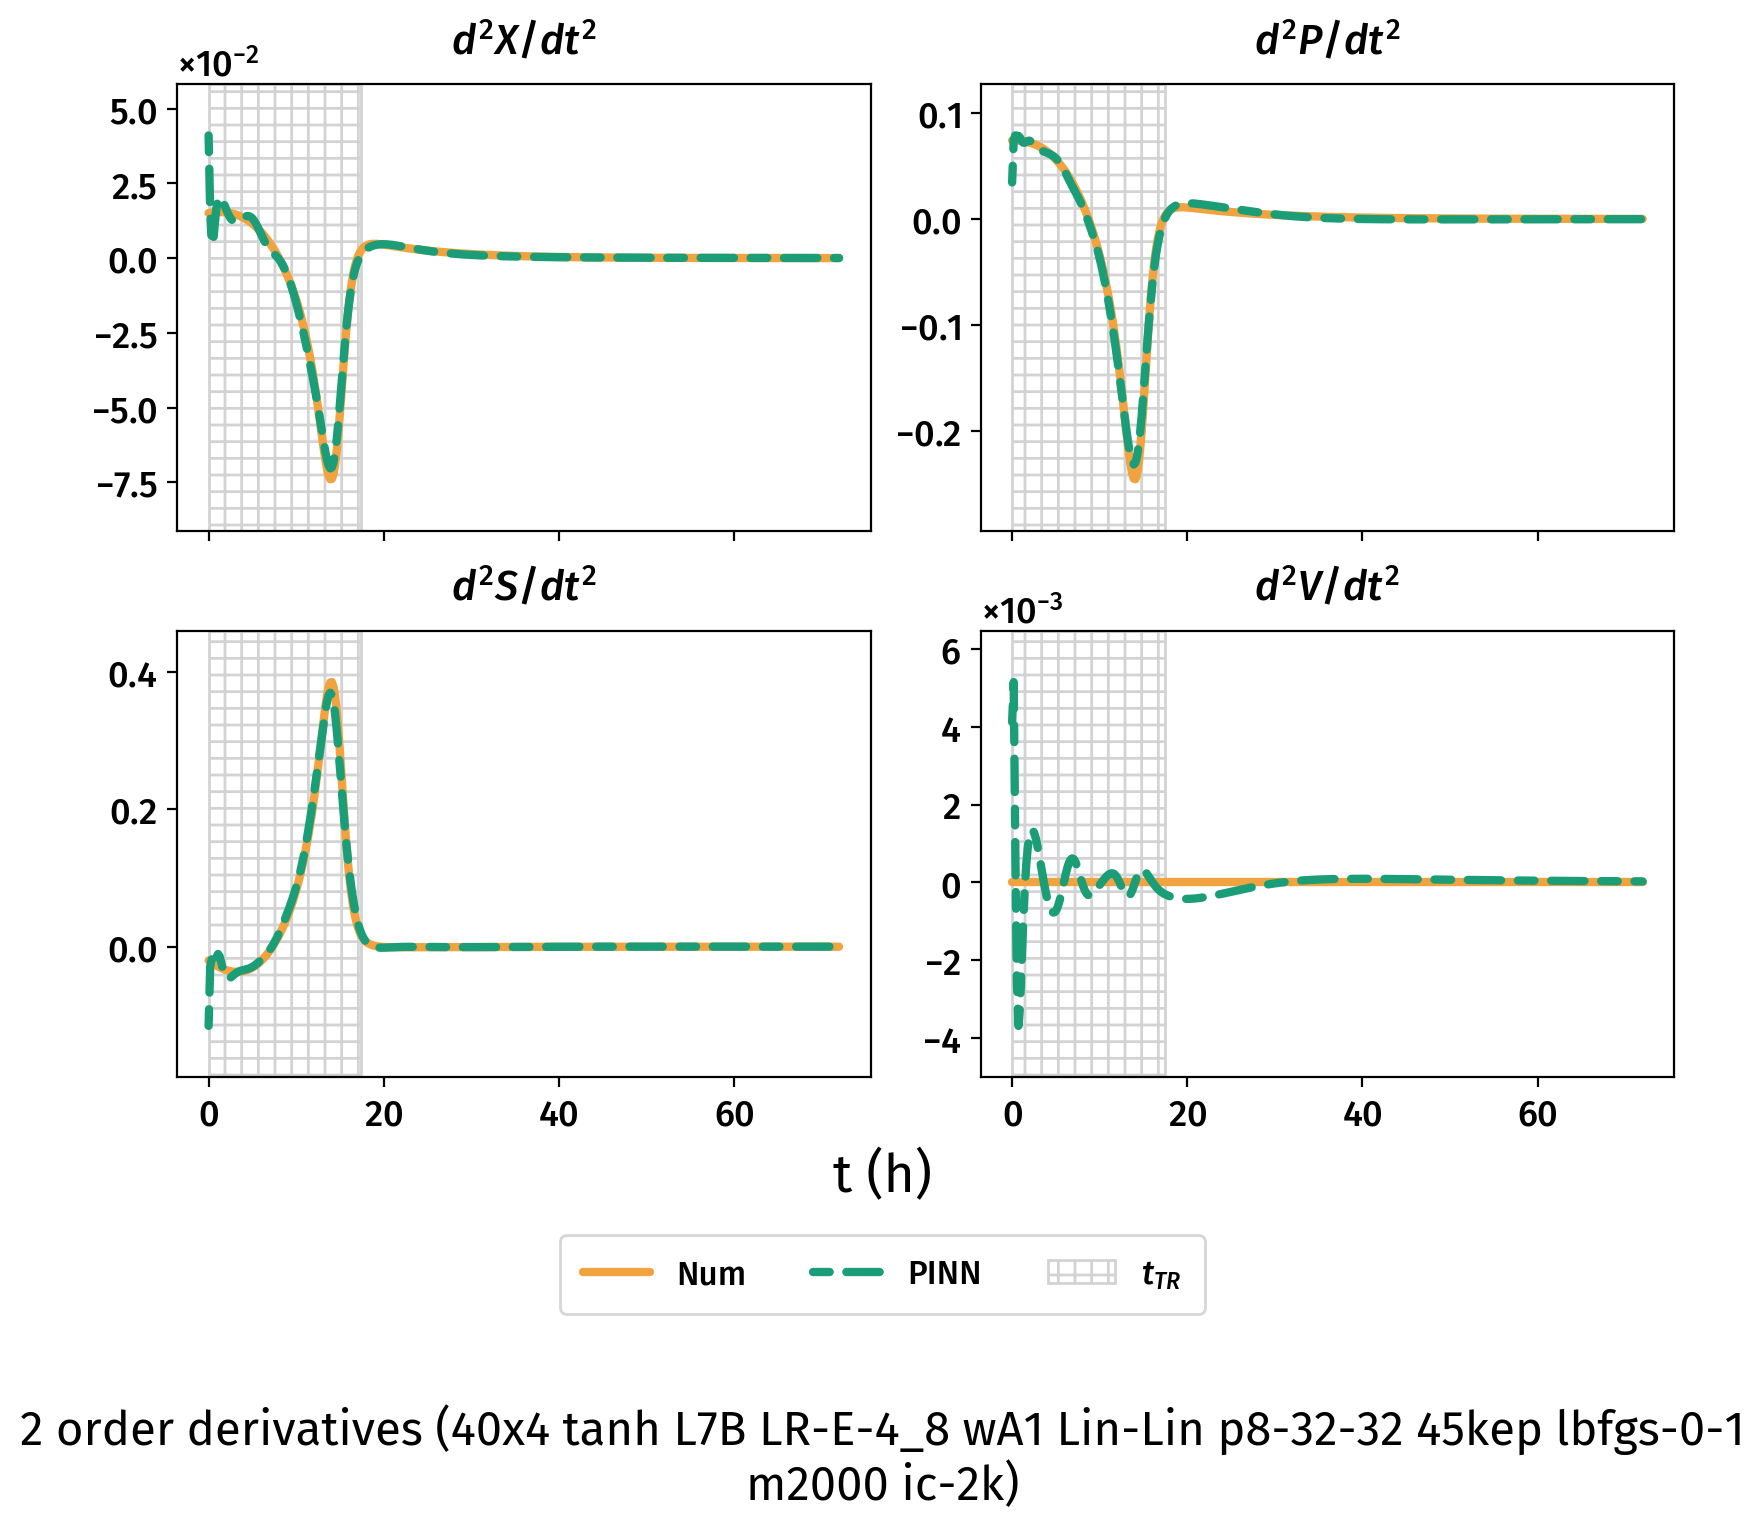 d²X/dt²
×10⁻²
5.0
2.5
0.0
−2.5
−5.0
−7.5
d²P/dt²
0.1
0.0
−0.1
−0.2
d²S/dt²
0.4
0.2
0.0
0 20 40 60
d²V/dt²
×10⁻³
6
4
2
0
−2
−4
0 20 40 60
t (h)
Num PINN t_TR
2 order derivatives (40x4 tanh L7B LR-E-4_8 wA1 Lin-Lin p8-32-32 45kep lbfgs-0-1
m2000 ic-2k)